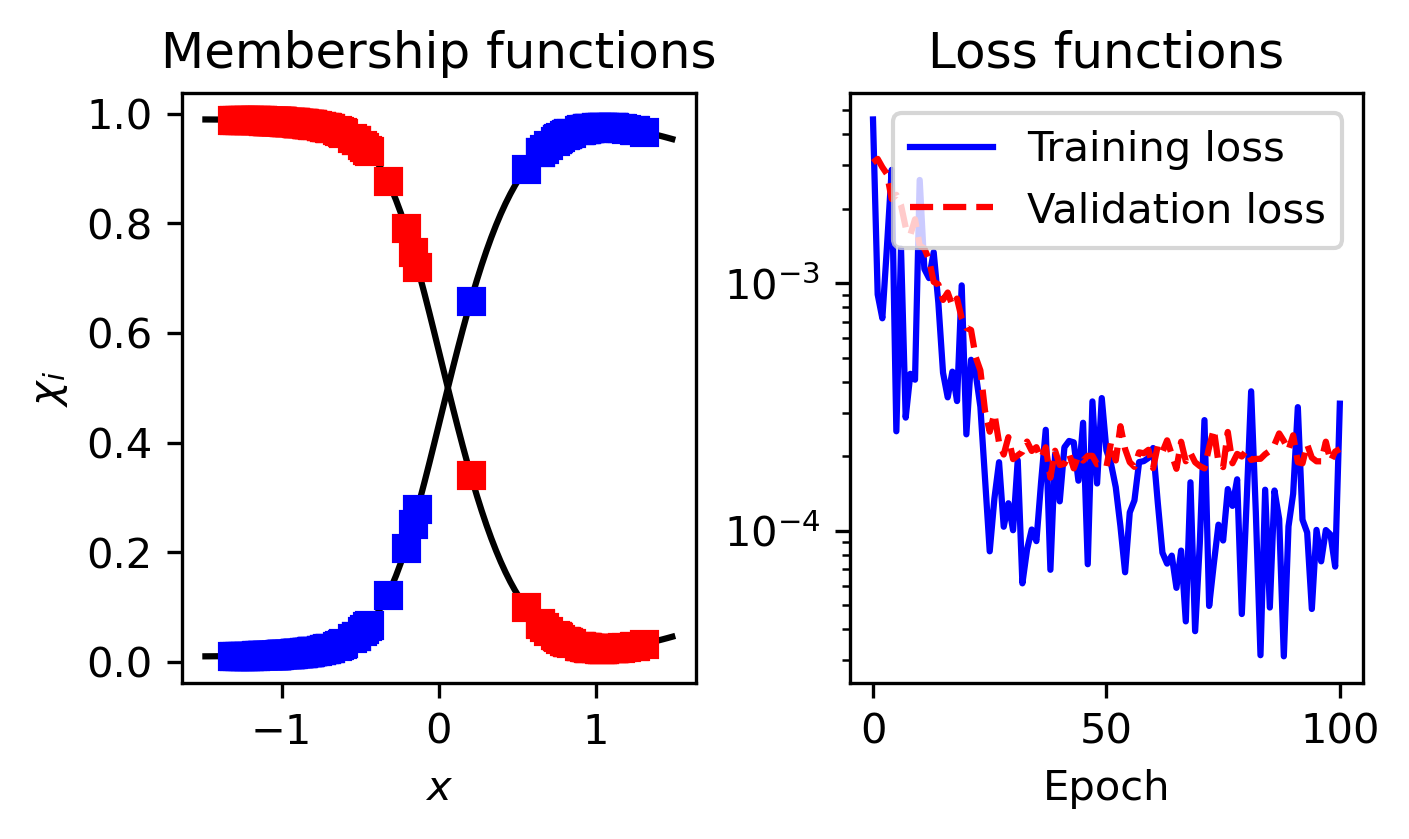 Membership functions
1.0
0.8
0.6
0.4
0.2
0.0
χᵢ
−1
0
1
x
Loss functions
Training loss
Validation loss
10⁻³
10⁻⁴
0
50
100
Epoch